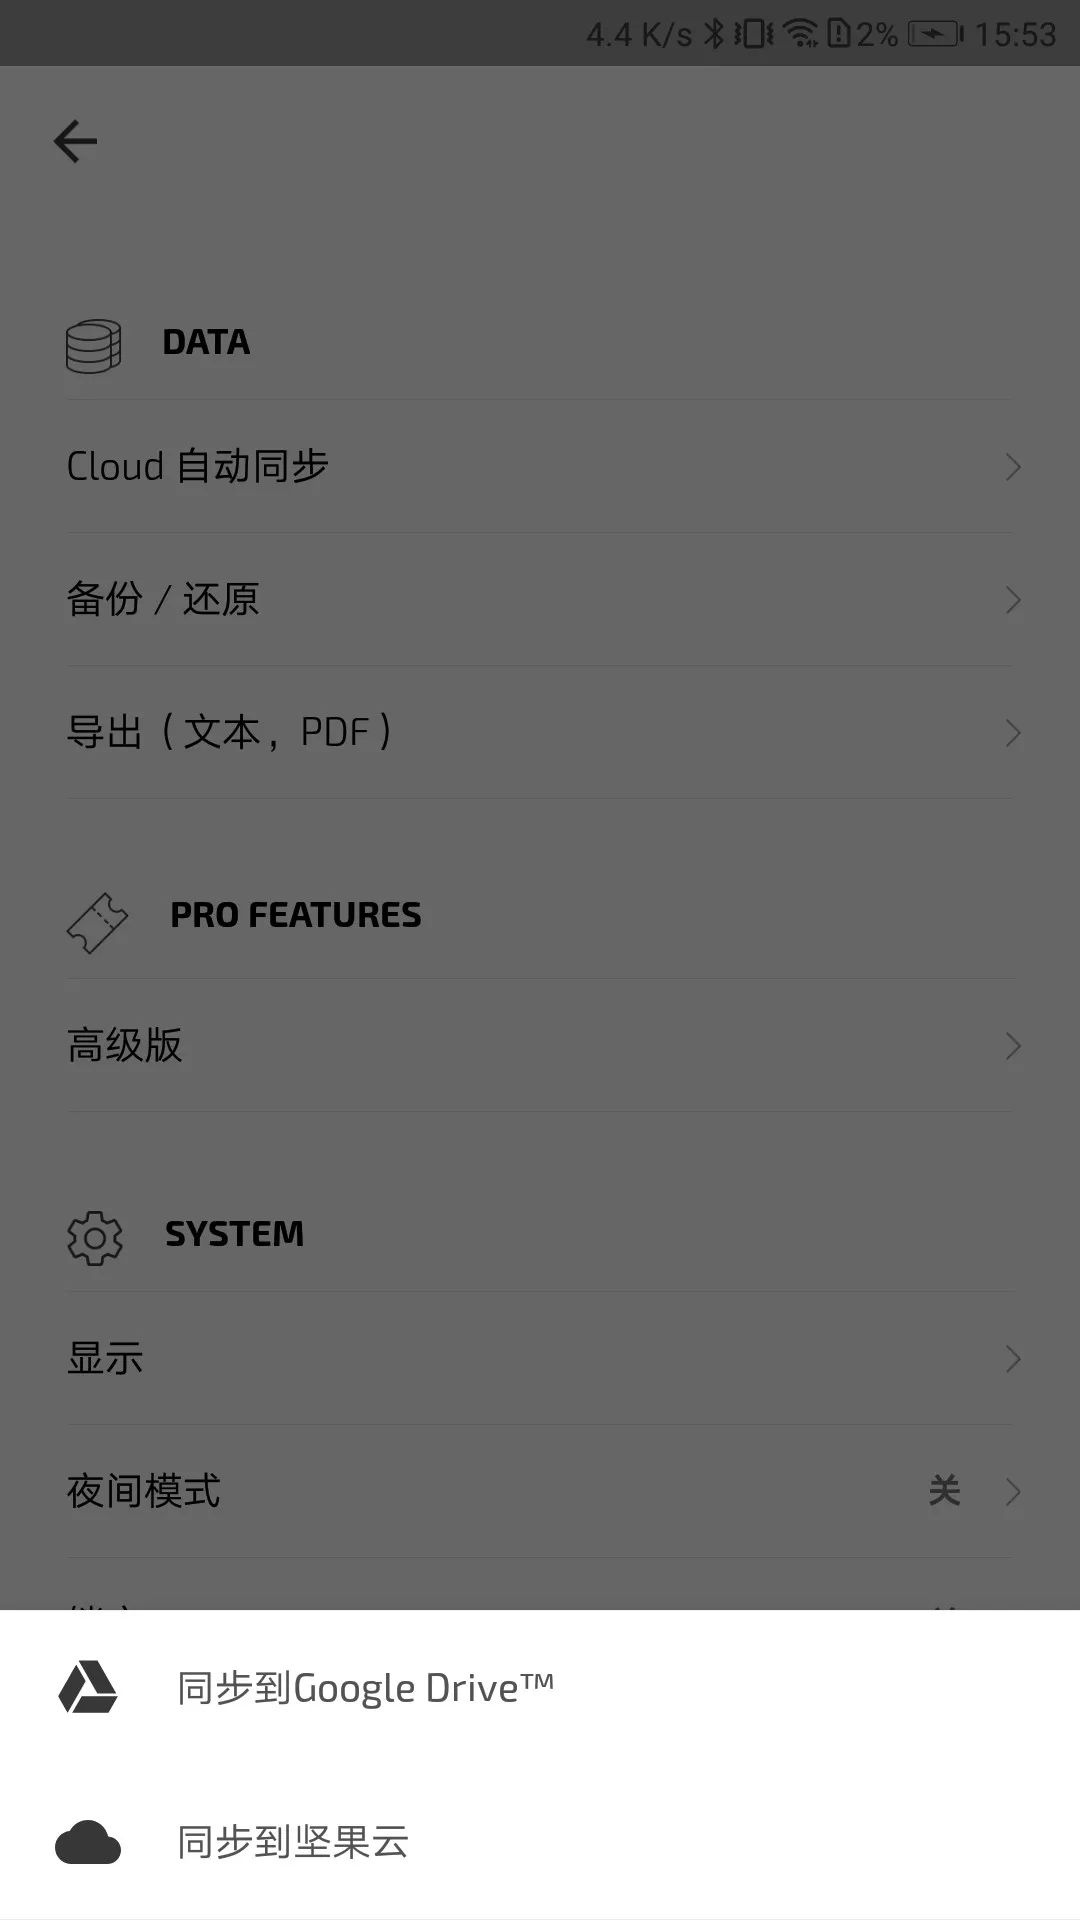 4.4 K/s 2% 15:53
DATA
Cloud 自动同步
备份 / 还原
导出（文本，PDF）
PRO FEATURES
高级版
SYSTEM
显示
夜间模式 关
同步到Google Drive™
同步到坚果云